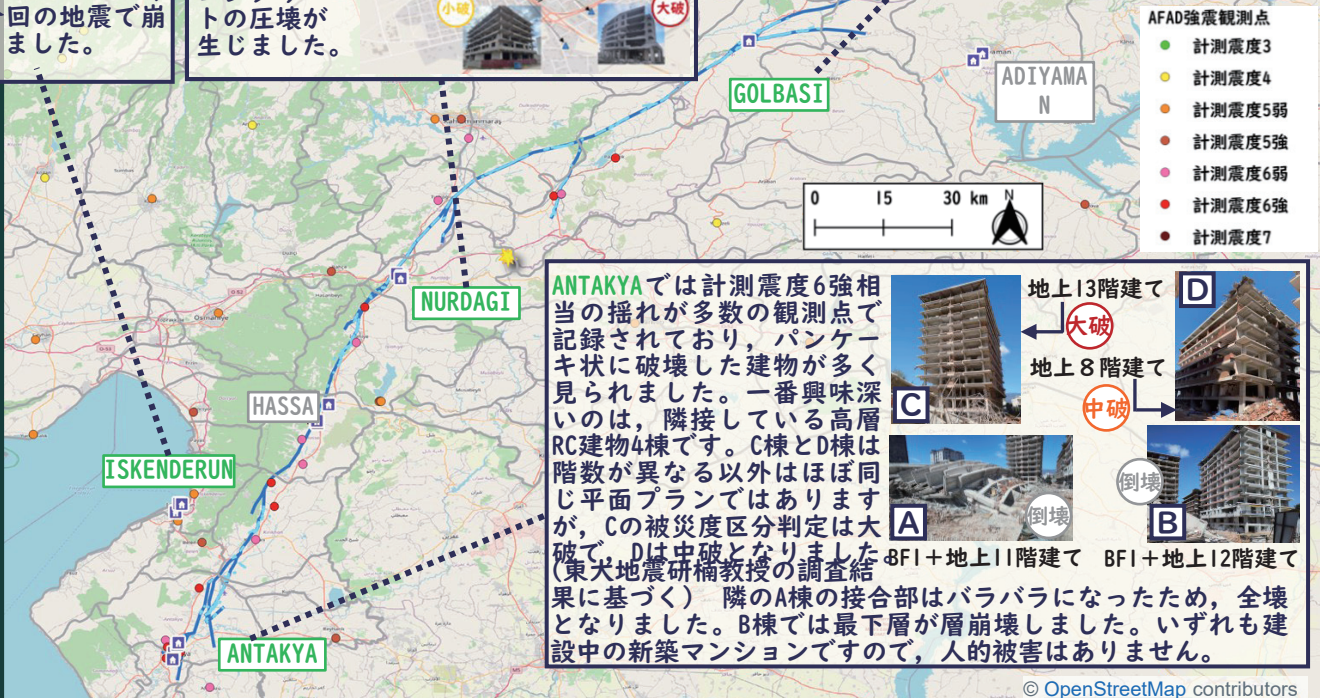 回の地震で崩
ました。
トの圧壊が
生じました。
小破
大破
AFAD強震観測点
計測震度3
計測震度4
計測震度5弱
計測震度5強
計測震度6弱
計測震度6強
計測震度7
GOLBASI
ADIYAMA
N
0 15 30 km
N
NURDAGI
HASSA
ISKENDERUN
ANTAKYA
ANTAKYAでは計測震度6強相
当の揺れが多数の観測点で
記録されており，パンケー
キ状に破壊した建物が多く
見られました。一番興味深
いのは，隣接している高層
RC建物4棟です。C棟とD棟は
階数が異なる以外はほぼ同
じ平面プランではあります
が，Cの被災度区分判定は大
破で，Dは中破となりました。
(東大地震研楠教授の調査結
果に基づく） 隣のA棟の接合部はバラバラになったため，全壊
となりました。B棟では最下層が層崩壊しました。いずれも建
設中の新築マンションですので，人的被害はありません。
C
地上13階建て
大破
D
地上8階建て
中破
A
倒壊
BF1＋地上11階建て
倒壊
B
BF1＋地上12階建て
© OpenStreetMap contributors